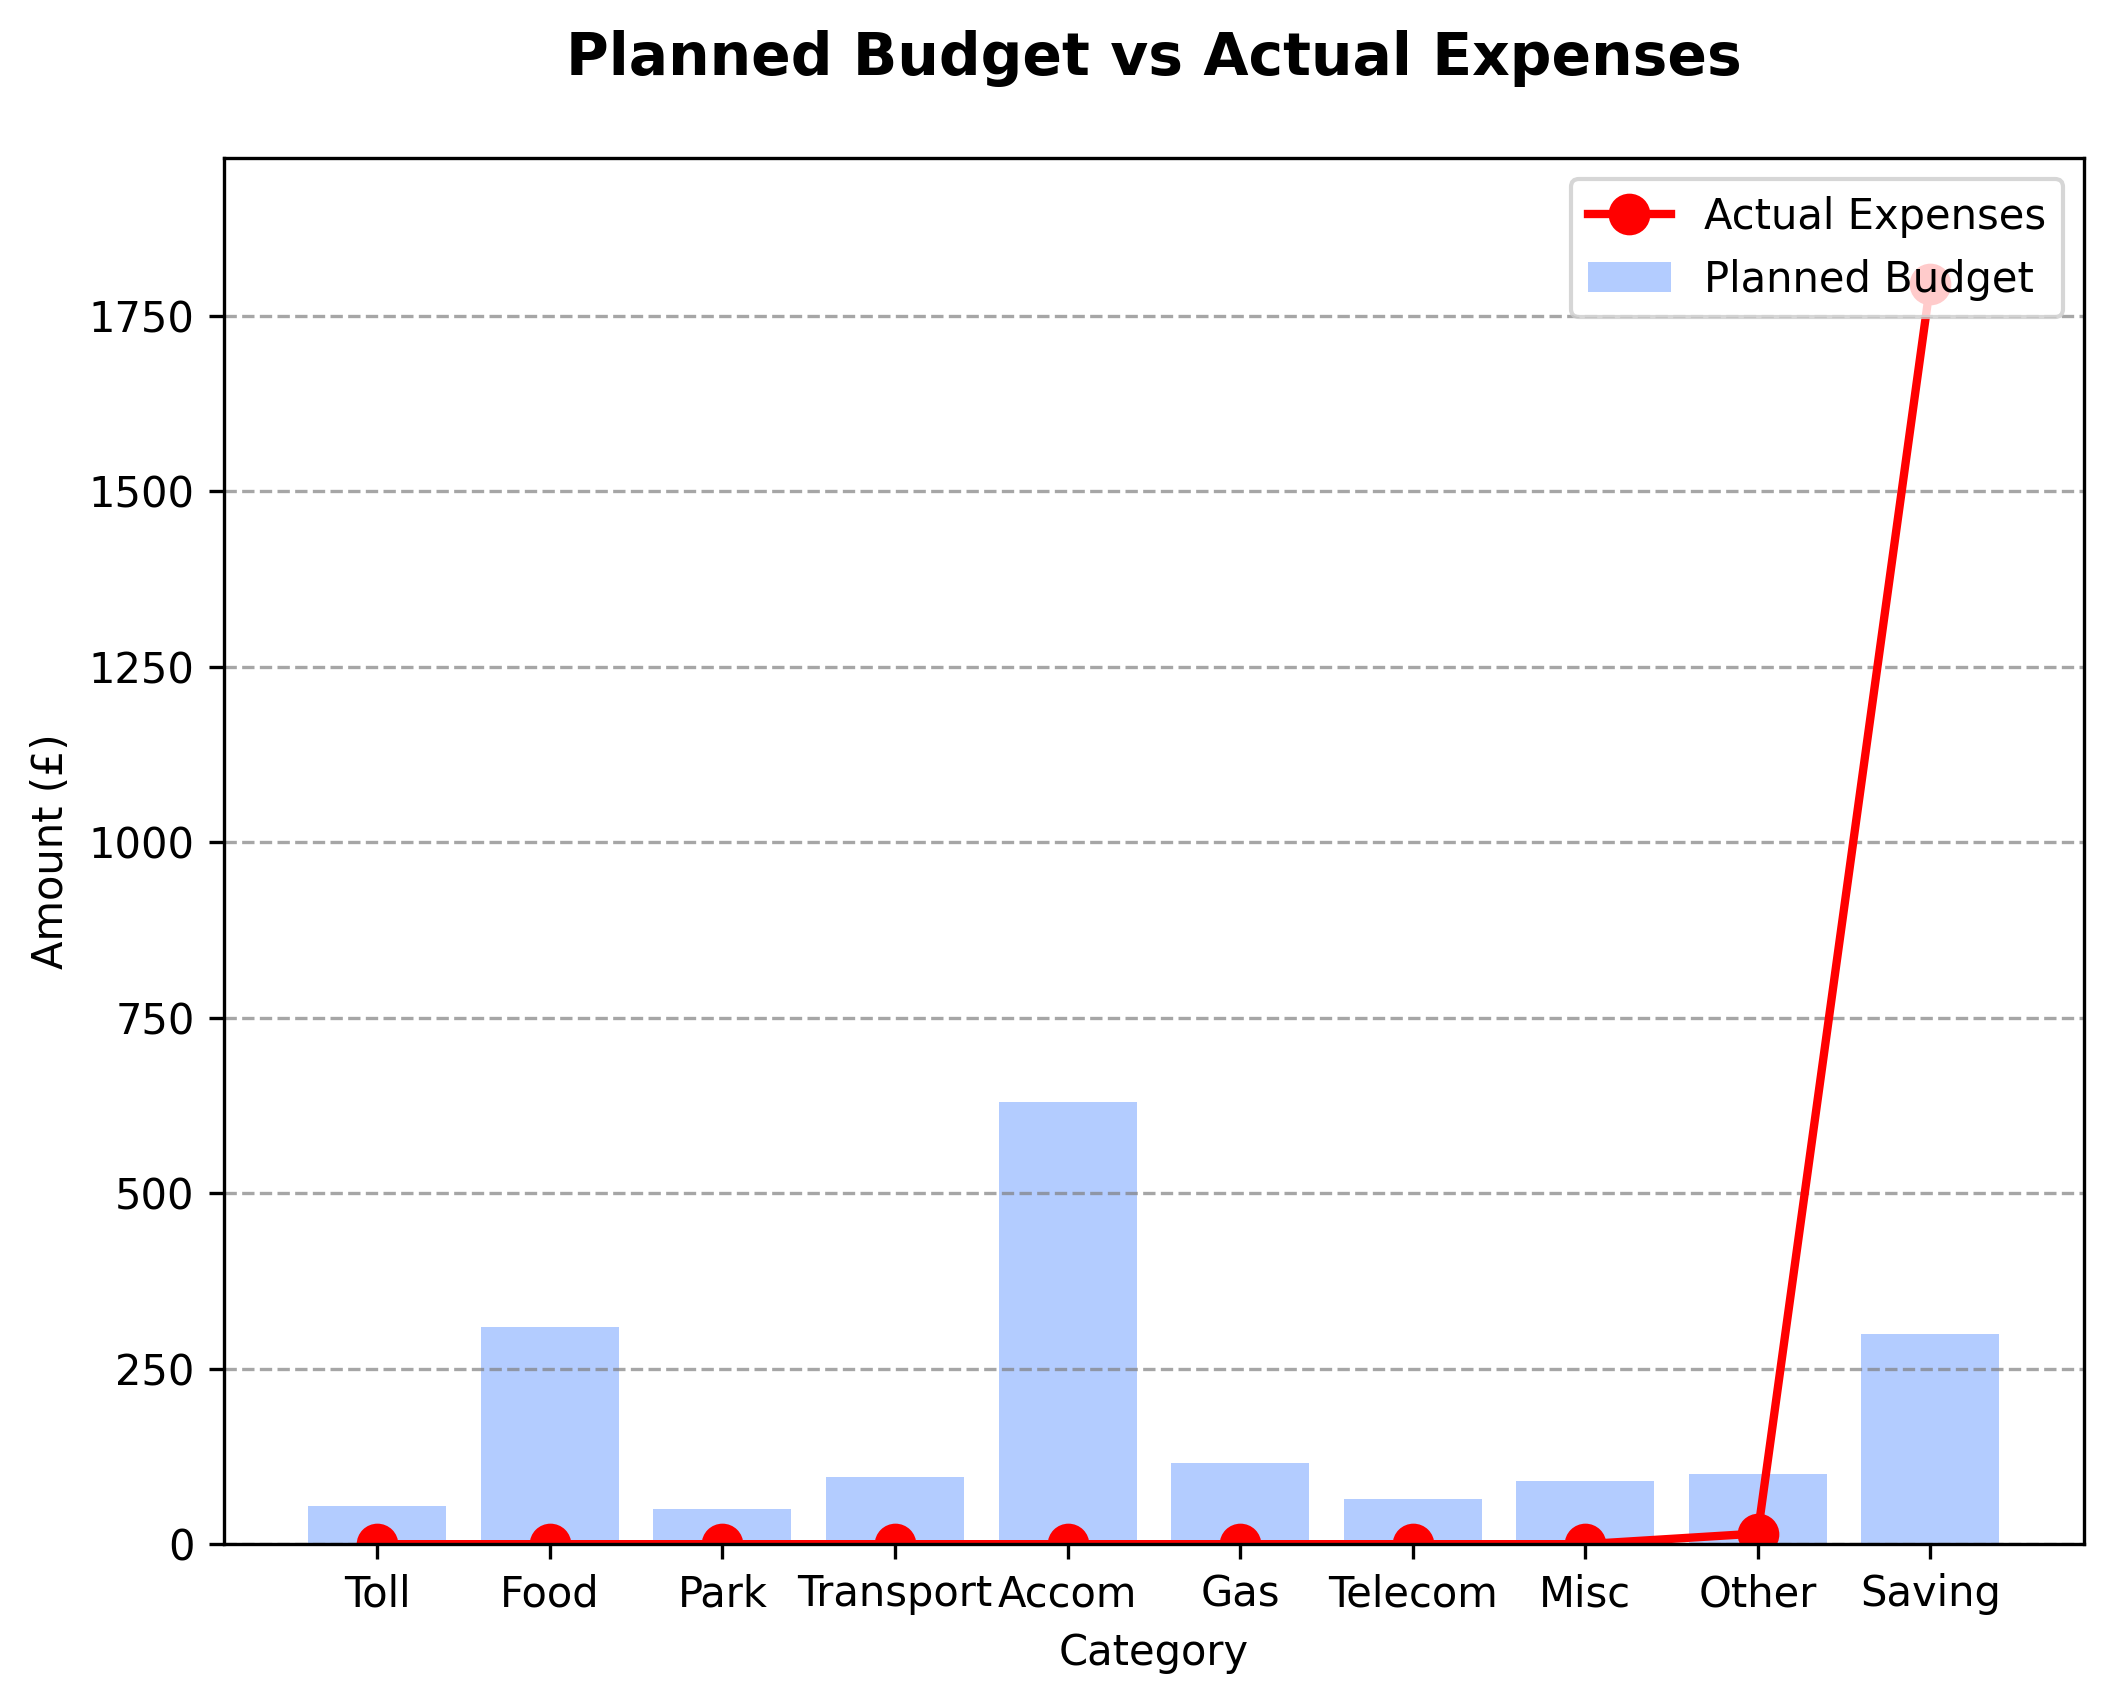 Planned Budget vs Actual Expenses
Actual Expenses
Planned Budget
1750
1500
1250
1000
750
500
250
0
Amount (£)
Toll Food Park Transport Accom Gas Telecom Misc Other Saving
Category